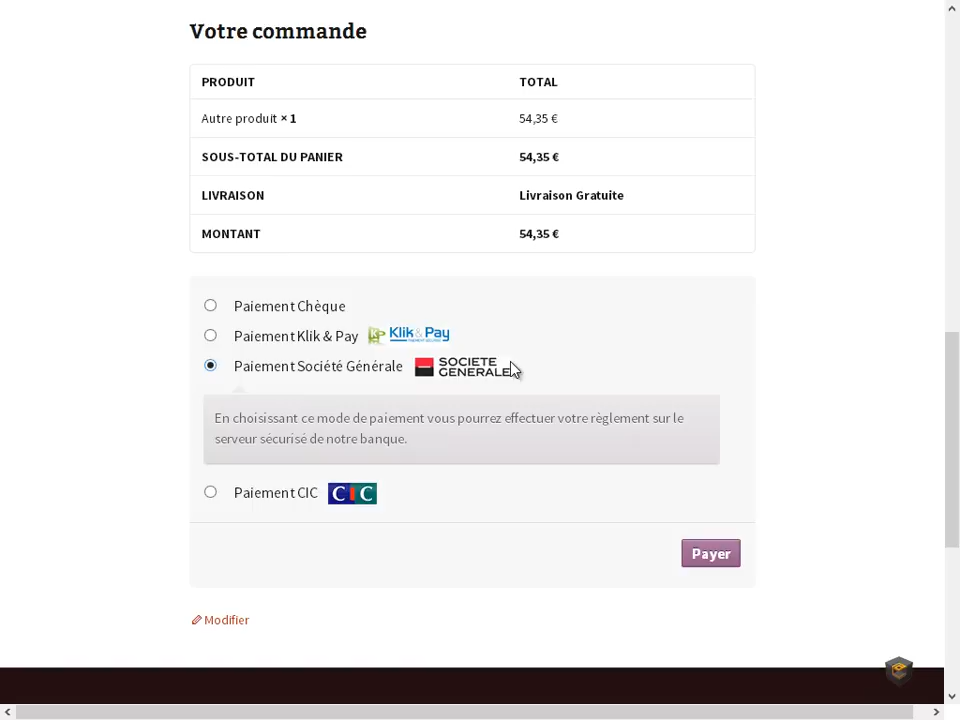 Votre commande
PRODUIT TOTAL
Autre produit × 1 54,35 €
SOUS-TOTAL DU PANIER 54,35 €
LIVRAISON Livraison Gratuite
MONTANT 54,35 €
Paiement Chèque
Paiement Klik & Pay Klik & Pay
Paiement Société Générale SOCIETE
GENERALE
En choisissant ce mode de paiement vous pourrez effectuer votre règlement sur le
serveur sécurisé de notre banque.
Paiement CIC CIC
Payer
Modifier